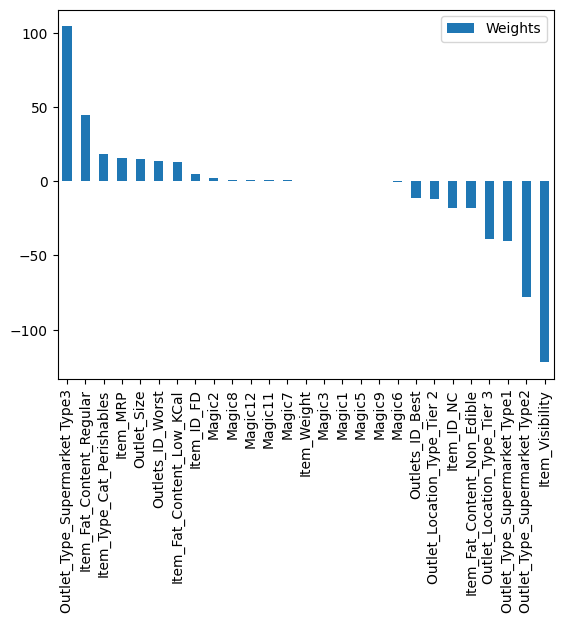 Weights
100
50
0
−50
−100
Outlet_Type_Supermarket Type3
Item_Fat_Content_Regular
Item_Type_Cat_Perishables
Item_MRP
Outlet_Size
Outlets_ID_Worst
Item_Fat_Content_Low_KCal
Item_ID_FD
Magic2
Magic8
Magic12
Magic11
Magic7
Item_Weight
Magic3
Magic1
Magic5
Magic9
Magic6
Outlets_ID_Best
Outlet_Location_Type_Tier 2
Item_ID_NC
Item_Fat_Content_Non_Edible
Outlet_Location_Type_Tier 3
Outlet_Type_Supermarket Type1
Outlet_Type_Supermarket Type2
Item_Visibility